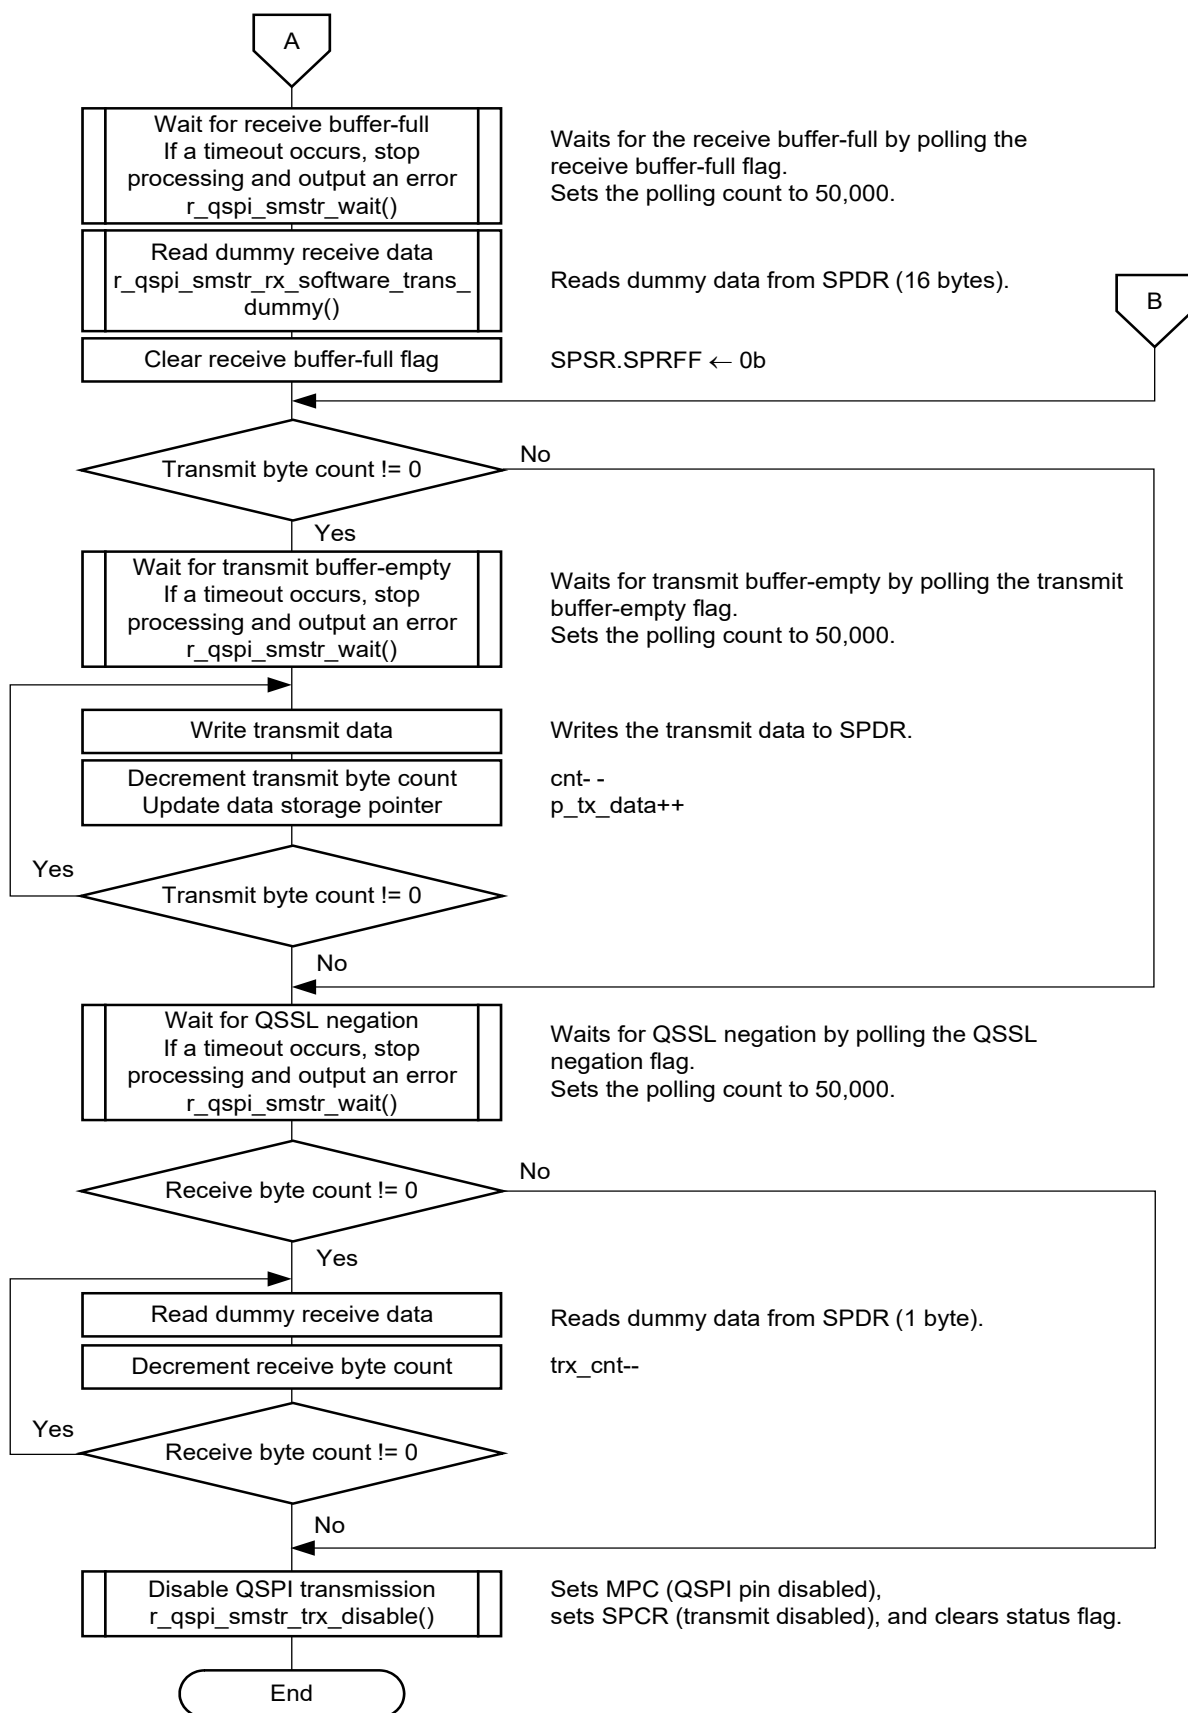 A
Wait for receive buffer-full
If a timeout occurs, stop
processing and output an error
r_qspi_smstr_wait()
Waits for the receive buffer-full by polling the
receive buffer-full flag.
Sets the polling count to 50,000.
Read dummy receive data
r_qspi_smstr_rx_software_trans_
dummy()
Reads dummy data from SPDR (16 bytes).
B
Clear receive buffer-full flag
SPSR.SPRFF ← 0b
Transmit byte count != 0
No
Yes
Wait for transmit buffer-empty
If a timeout occurs, stop
processing and output an error
r_qspi_smstr_wait()
Waits for transmit buffer-empty by polling the transmit
buffer-empty flag.
Sets the polling count to 50,000.
Write transmit data
Writes the transmit data to SPDR.
Decrement transmit byte count
Update data storage pointer
cnt- -
p_tx_data++
Yes
Transmit byte count != 0
No
Wait for QSSL negation
If a timeout occurs, stop
processing and output an error
r_qspi_smstr_wait()
Waits for QSSL negation by polling the QSSL
negation flag.
Sets the polling count to 50,000.
Receive byte count != 0
No
Yes
Read dummy receive data
Reads dummy data from SPDR (1 byte).
Decrement receive byte count
trx_cnt--
Yes
Receive byte count != 0
No
Disable QSPI transmission
r_qspi_smstr_trx_disable()
Sets MPC (QSPI pin disabled),
sets SPCR (transmit disabled), and clears status flag.
End